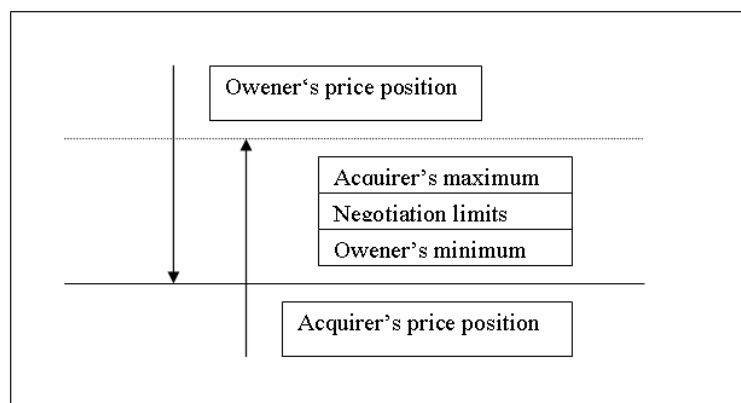 Owener‘s price position
Acquirer’s maximum
Negotiation limits
Owener’s minimum
Acquirer’s price position